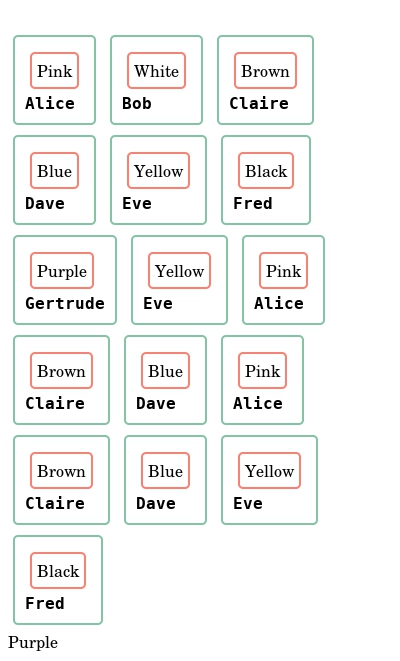 Pink White Brown
Alice Bob Claire
Blue Yellow Black
Dave Eve Fred
Purple Yellow Pink
Gertrude Eve Alice
Brown Blue Pink
Claire Dave Alice
Brown Blue Yellow
Claire Dave Eve
Black
Fred
Purple